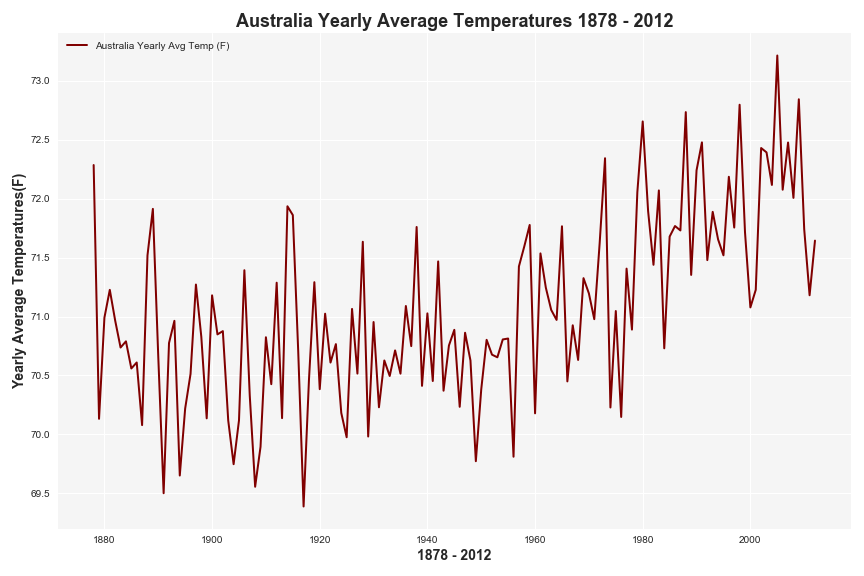 Australia Yearly Average Temperatures 1878 - 2012
Australia Yearly Avg Temp (F)
Yearly Average Temperatures(F)
73.0
72.5
72.0
71.5
71.0
70.5
70.0
69.5
1880 1900 1920 1940 1960 1980 2000
1878 - 2012